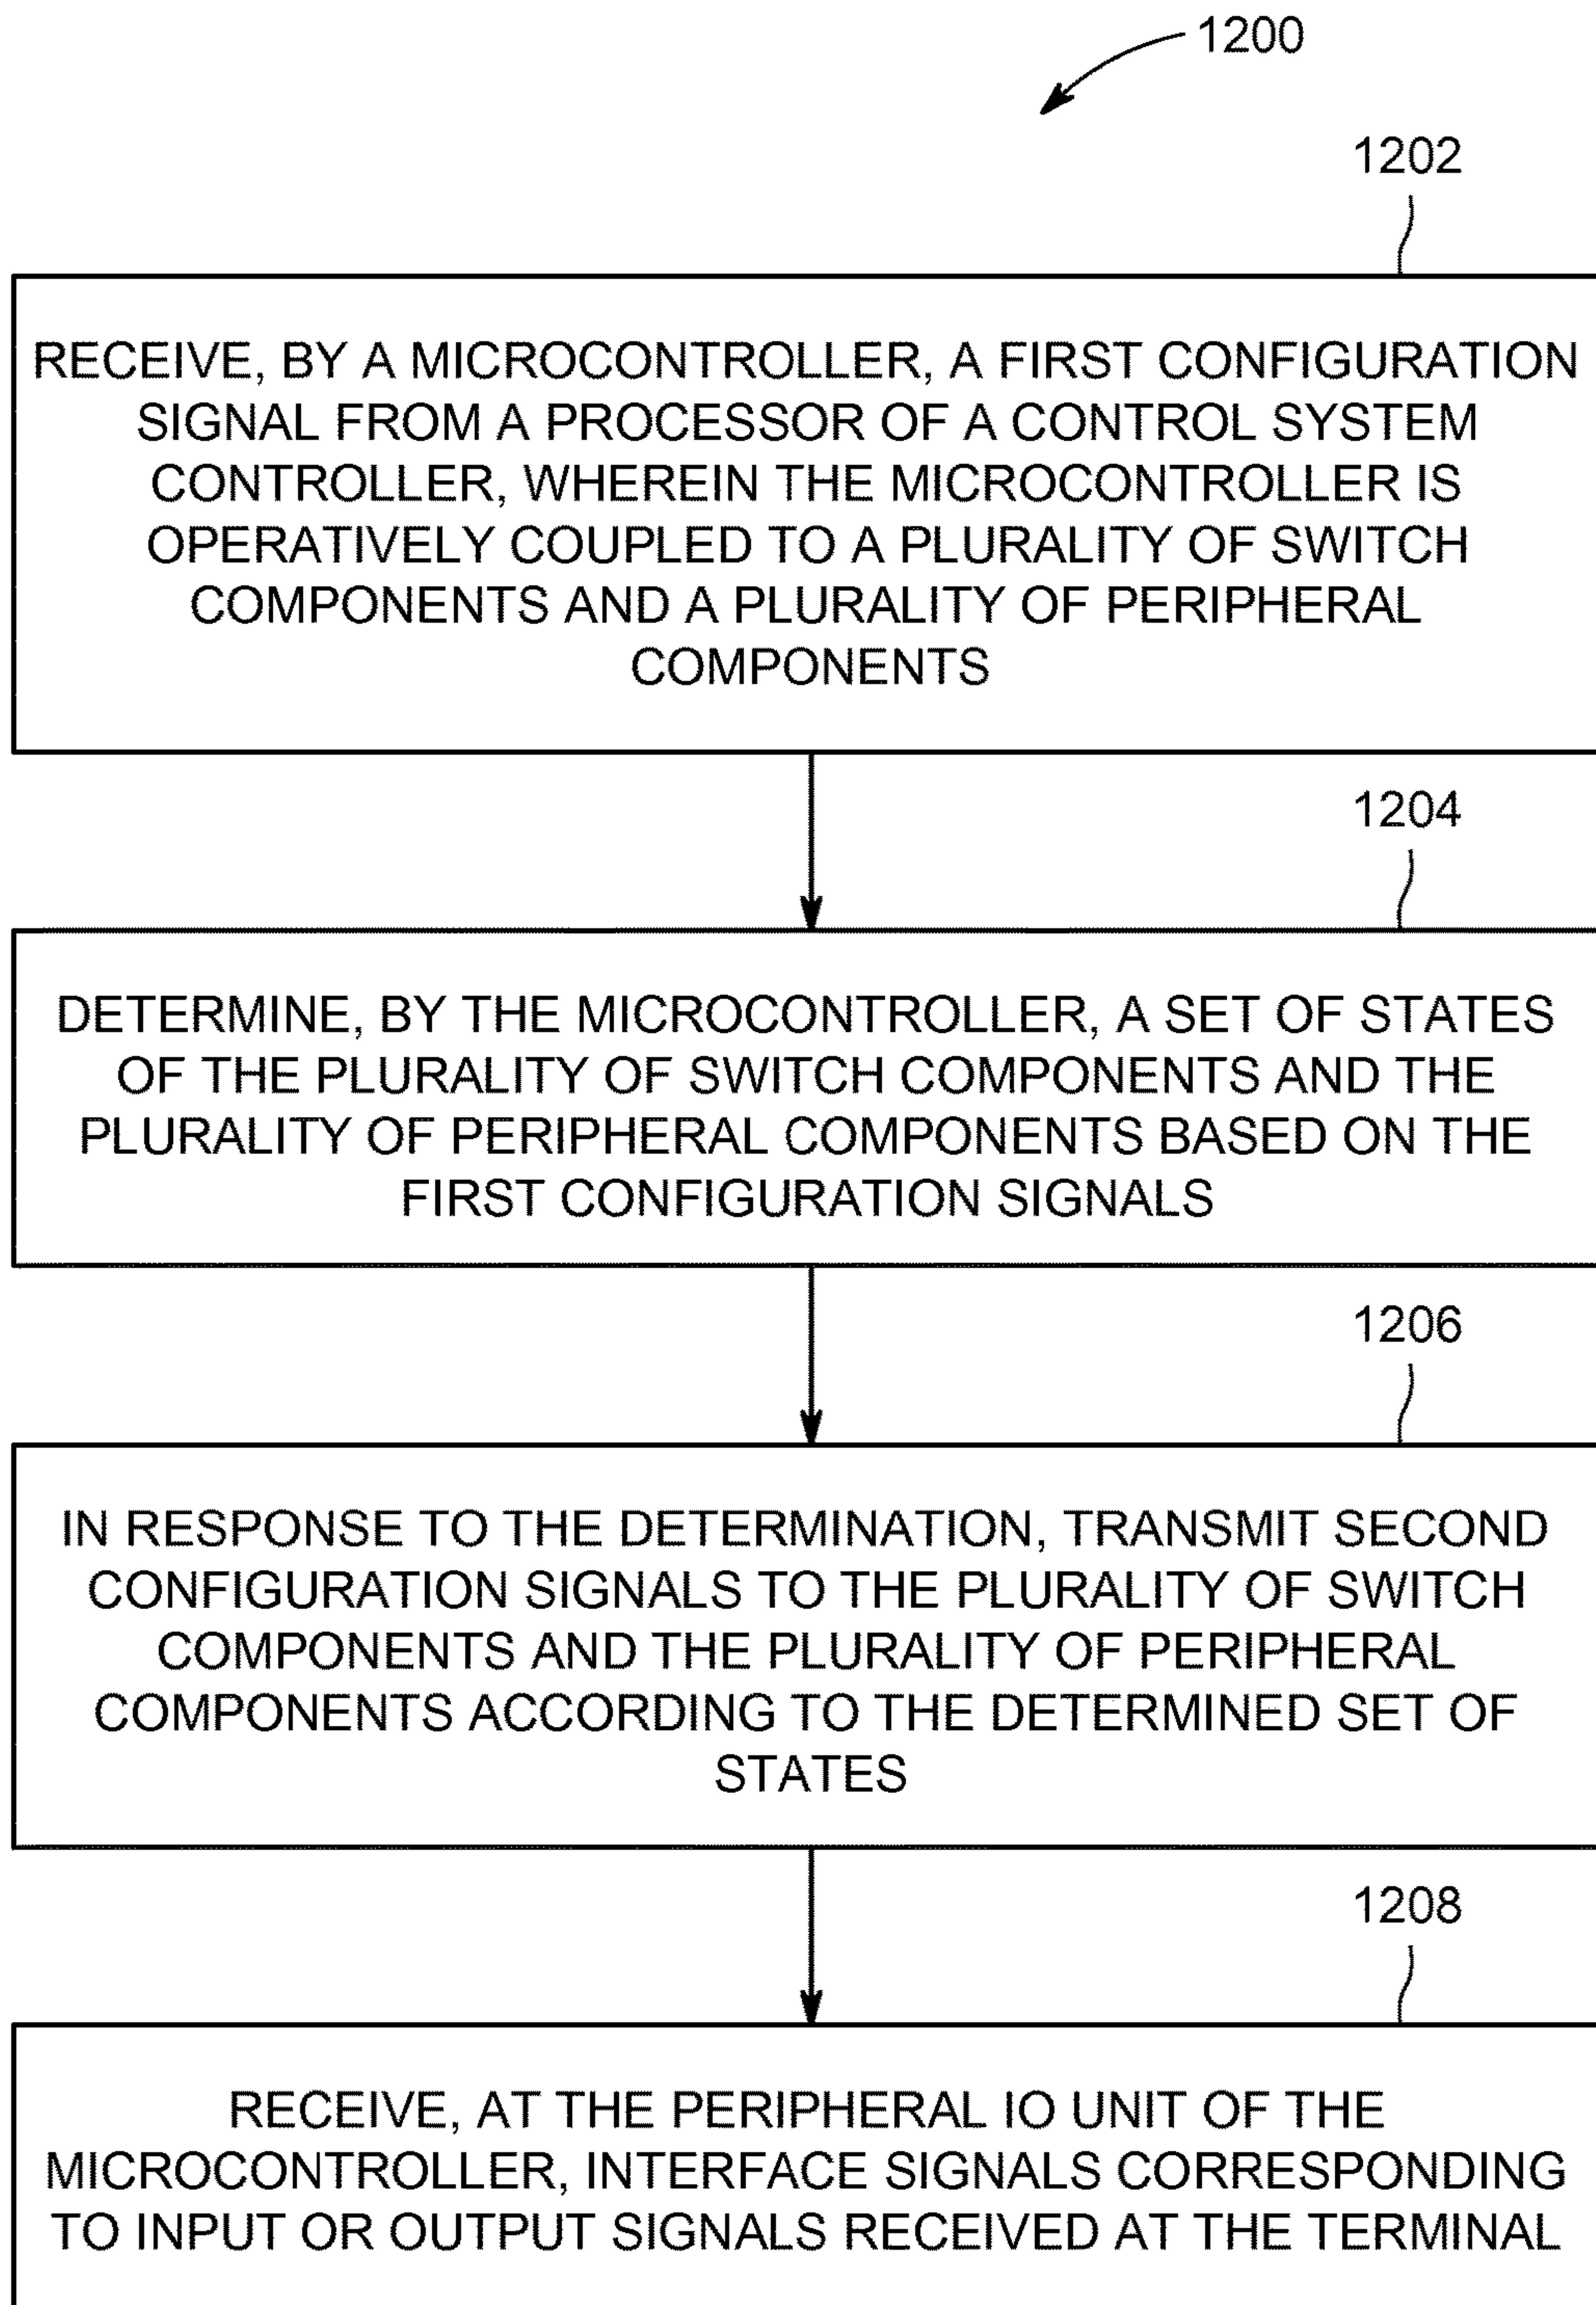 1200
1202
RECEIVE, BY A MICROCONTROLLER, A FIRST CONFIGURATION
SIGNAL FROM A PROCESSOR OF A CONTROL SYSTEM
CONTROLLER, WHEREIN THE MICROCONTROLLER IS
OPERATIVELY COUPLED TO A PLURALITY OF SWITCH
COMPONENTS AND A PLURALITY OF PERIPHERAL
COMPONENTS
1204
DETERMINE, BY THE MICROCONTROLLER, A SET OF STATES
OF THE PLURALITY OF SWITCH COMPONENTS AND THE
PLURALITY OF PERIPHERAL COMPONENTS BASED ON THE
FIRST CONFIGURATION SIGNALS
1206
IN RESPONSE TO THE DETERMINATION, TRANSMIT SECOND
CONFIGURATION SIGNALS TO THE PLURALITY OF SWITCH
COMPONENTS AND THE PLURALITY OF PERIPHERAL
COMPONENTS ACCORDING TO THE DETERMINED SET OF
STATES
1208
RECEIVE, AT THE PERIPHERAL IO UNIT OF THE
MICROCONTROLLER, INTERFACE SIGNALS CORRESPONDING
TO INPUT OR OUTPUT SIGNALS RECEIVED AT THE TERMINAL